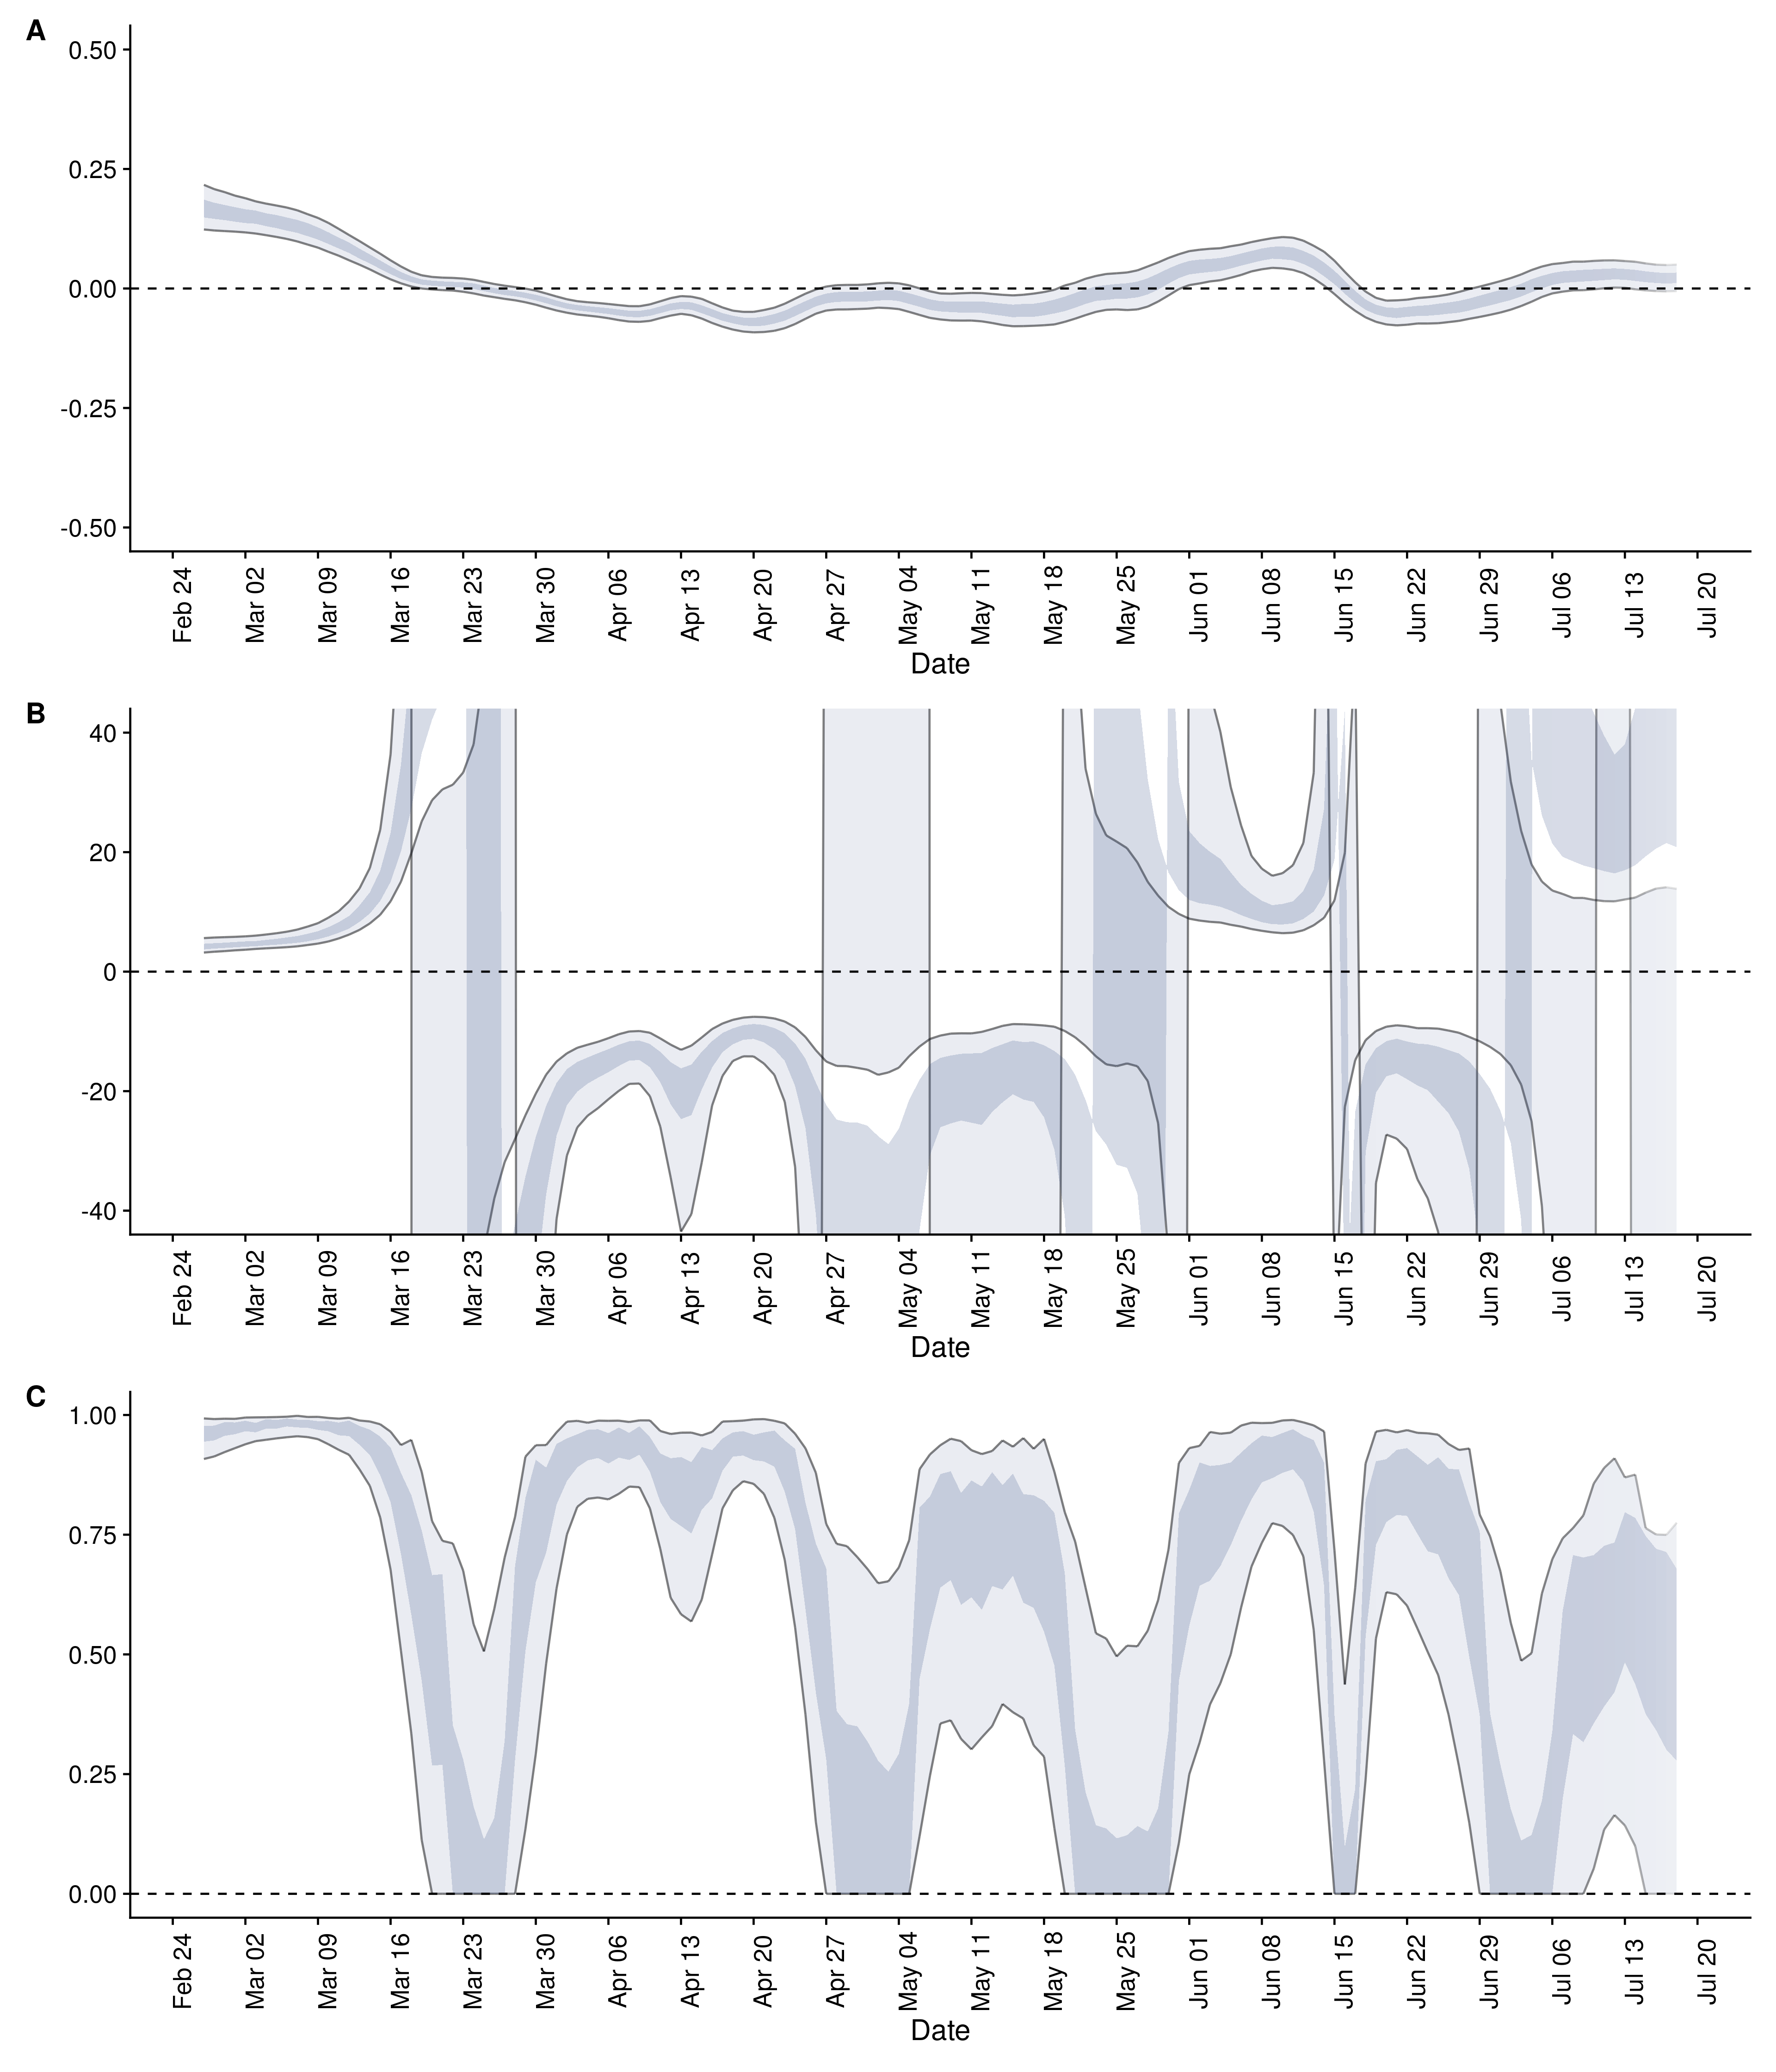 A
0.50
0.25
0.00
-0.25
-0.50
Feb 24
Mar 02
Mar 09
Mar 16
Mar 23
Mar 30
Apr 06
Apr 13
Apr 20
Apr 27
May 04
May 11
May 18
May 25
Jun 01
Jun 08
Jun 15
Jun 22
Jun 29
Jul 06
Jul 13
Jul 20
Date
B
40
20
0
-20
-40
Feb 24
Mar 02
Mar 09
Mar 16
Mar 23
Mar 30
Apr 06
Apr 13
Apr 20
Apr 27
May 04
May 11
May 18
May 25
Jun 01
Jun 08
Jun 15
Jun 22
Jun 29
Jul 06
Jul 13
Jul 20
Date
C
1.00
0.75
0.50
0.25
0.00
Feb 24
Mar 02
Mar 09
Mar 16
Mar 23
Mar 30
Apr 06
Apr 13
Apr 20
Apr 27
May 04
May 11
May 18
May 25
Jun 01
Jun 08
Jun 15
Jun 22
Jun 29
Jul 06
Jul 13
Jul 20
Date